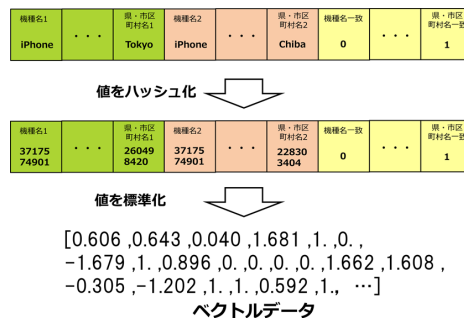 機種名1 県・市区 機種名2 県・市区 機種名一致 県・市区
町村名1 町村名2 町村名一致
iPhone ・・・ Tokyo iPhone ・・・ Chiba 0 ・・・ 1
値をハッシュ化
機種名1 県・市区 機種名2 県・市区 機種名一致 県・市区
町村名1 町村名2 町村名一致
37175 ・・・ 26049 37175 ・・・ 22830 0 ・・・ 1
74901 8420 74901 3404
値を標準化
[0.606 ,0.643 ,0.040 ,1.681 ,1. ,0. ,
-1.679 ,1. ,0.896 ,0. ,0. ,0. ,0. ,1.662 ,1.608 ,
-0.305 ,-1.202 ,1. ,1. ,0.592 ,1., …]
ベクトルデータ